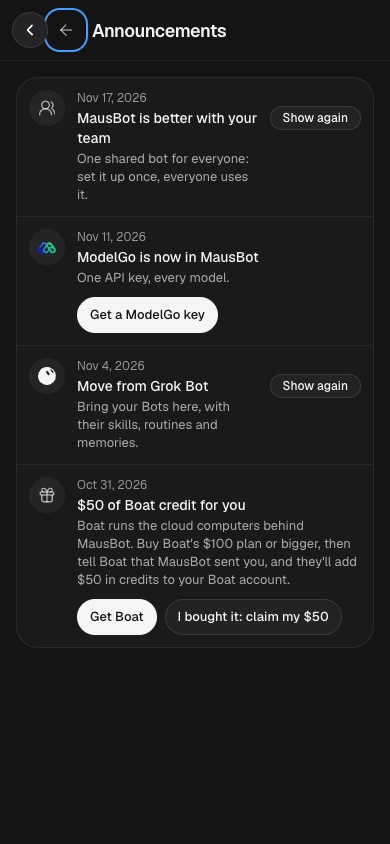 Announcements
Nov 17, 2026
MausBot is better with your
team
Show again
One shared bot for everyone:
set it up once, everyone uses
it.
Nov 11, 2026
ModelGo is now in MausBot
One API key, every model.
Get a ModelGo key
Nov 4, 2026
Move from Grok Bot
Show again
Bring your Bots here, with
their skills, routines and
memories.
Oct 31, 2026
$50 of Boat credit for you
Boat runs the cloud computers behind
MausBot. Buy Boat's $100 plan or bigger, then
tell Boat that MausBot sent you, and they'll add
$50 in credits to your Boat account.
Get Boat
I bought it: claim my $50